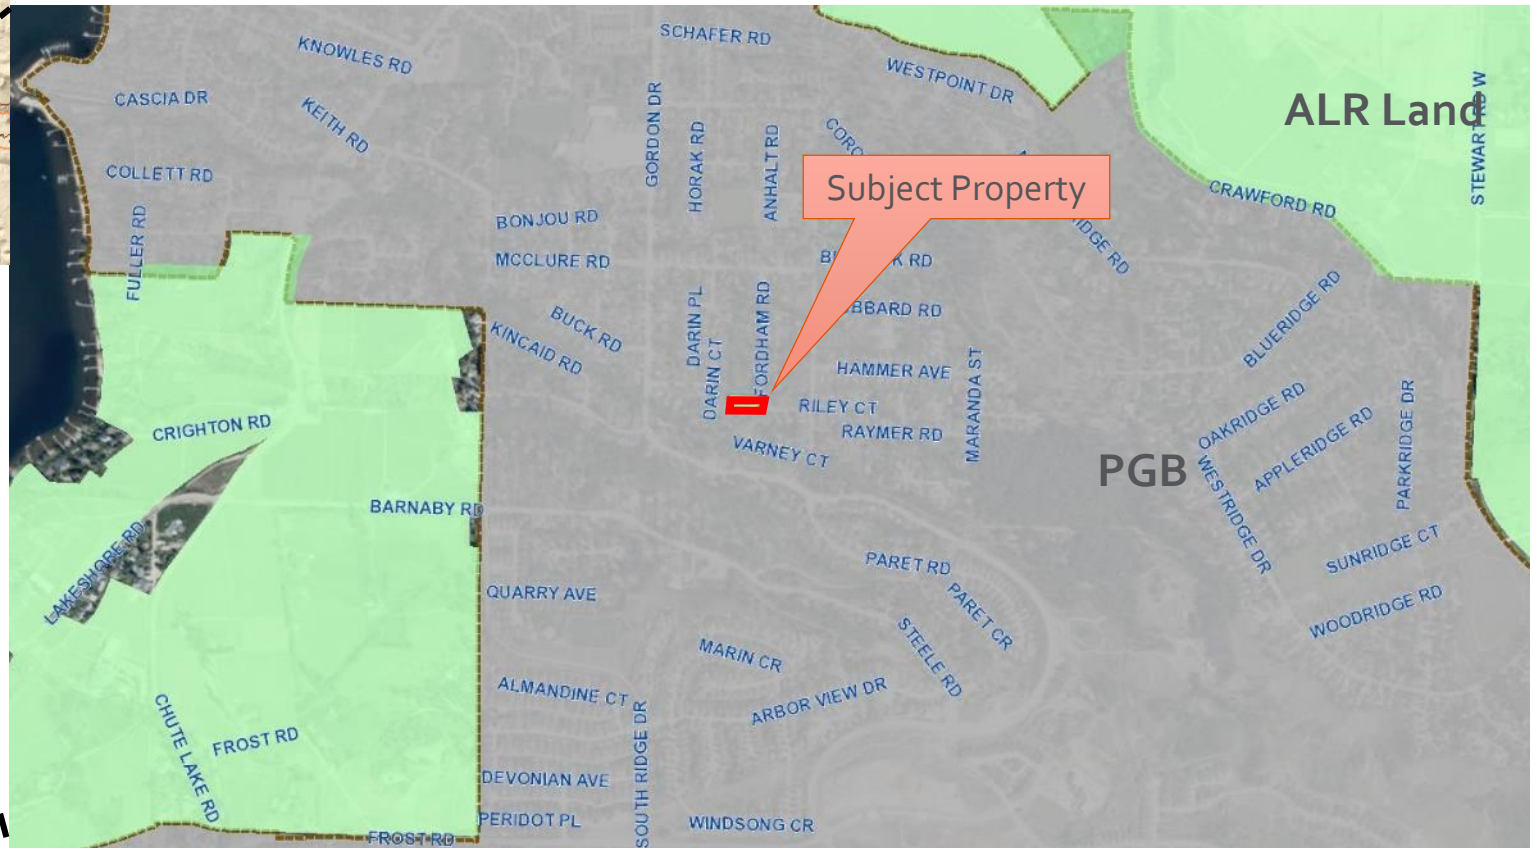 SCHAFER RD
KNOWLES RD
WESTPOINT DR
CASCIA DR
KEITH RD
GORDON DR
HORAK RD
ANHALT RD
ALR Land
STEWART RD W
COLLETT RD
Subject Property
CRAWFORD RD
FULLER RD
BONJOU RD
MCCLURE RD
DARIN PL
FORDHAM RD
BUCK RD
KINCAID RD
DARIN CT
HAMMER AVE
MARANDA ST
BLUERIDGE RD
RILEY CT
RAYMER RD
VARNEY CT
CRIGHTON RD
OAKRIDGE RD
APPLERIDGE RD
PARKRIDGE DR
PGB
WESTRIDGE DR
BARNABY RD
LAKESHORE RD
SUNRIDGE CT
WOODRIDGE RD
PARET RD
PARET CR
QUARRY AVE
STEELE RD
MARIN CR
ALMANDINE CT
ARBOR VIEW DR
SOUTH RIDGE DR
CHUTE LAKE RD
FROST RD
DEVONIAN AVE
PERIDOT PL
WINDSONG CR
FROST RD